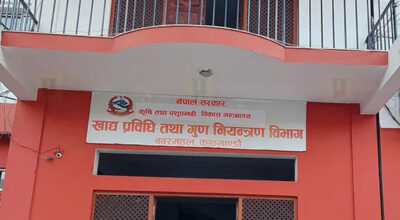 नेपाल सरकार
कृषि तथा पशुपन्छी विकास मन्त्रालय
खाद्य प्रविधि तथा गुण नियन्त्रण विभाग
बबरमहल, काठमाण्डौ